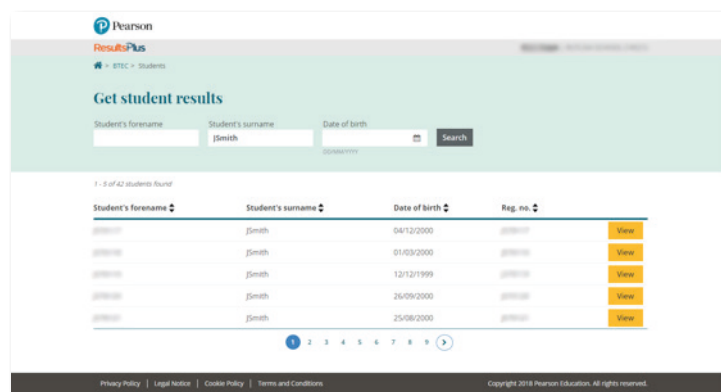 Pearson
ResultsPlus
> BTEC > Students
Get student results
Student's forename Student's surname Date of birth
JSmith Search
DD/MM/YYYY
1 - 5 of 42 students found
Student's forename Student's surname Date of birth Reg. no.
JSmith 04/12/2000 View
JSmith 01/03/2000 View
JSmith 12/12/1999 View
JSmith 26/09/2000 View
JSmith 25/08/2000 View
1 2 3 4 5 6 7 8 9 >
Privacy Policy | Legal Notice | Cookie Policy | Terms and Conditions Copyright 2018 Pearson Education. All rights reserved.